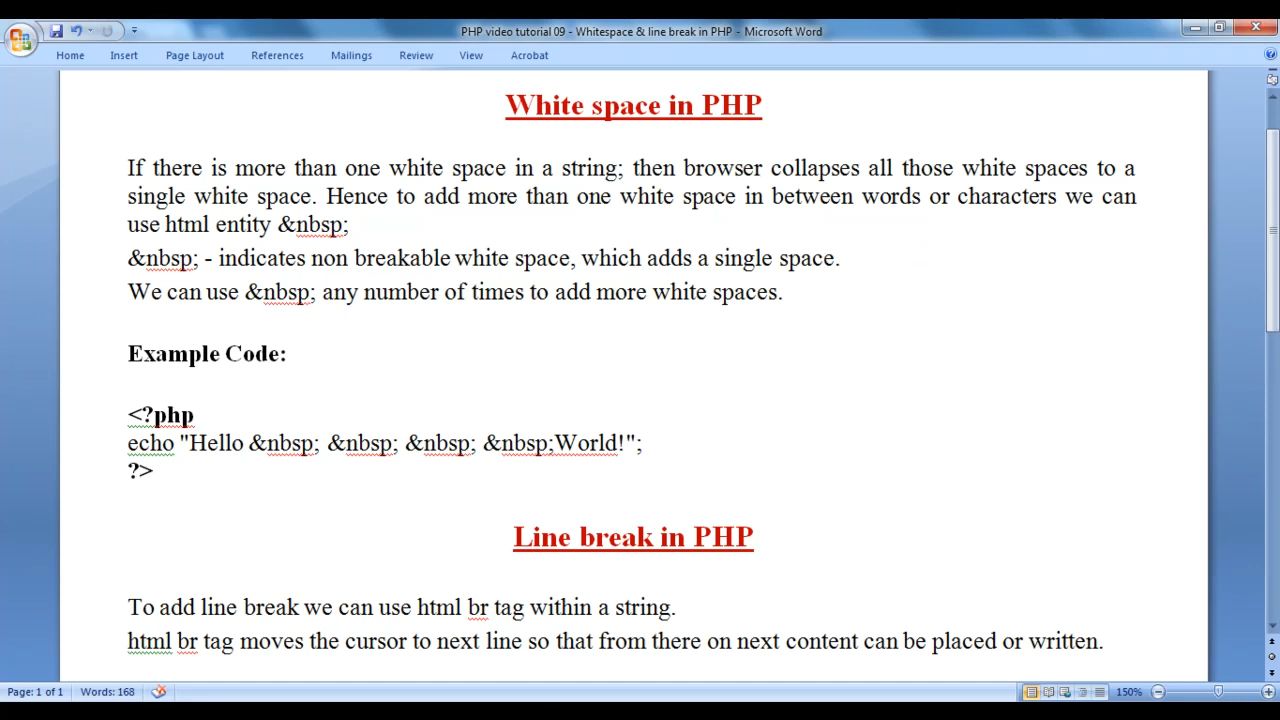 PHP video tutorial 09 - Whitespace & line break in PHP - Microsoft Word
Home Insert Page Layout References Mailings Review View Acrobat
White space in PHP
If there is more than one white space in a string; then browser collapses all those white spaces to a
single white space. Hence to add more than one white space in between words or characters we can
use html entity &nbsp;
&nbsp; - indicates non breakable white space, which adds a single space.
We can use &nbsp; any number of times to add more white spaces.
Example Code:
<?php
echo "Hello &nbsp; &nbsp; &nbsp; &nbsp;World!";
?>
Line break in PHP
To add line break we can use html br tag within a string.
html br tag moves the cursor to next line so that from there on next content can be placed or written.
Page: 1 of 1 Words: 168 150%